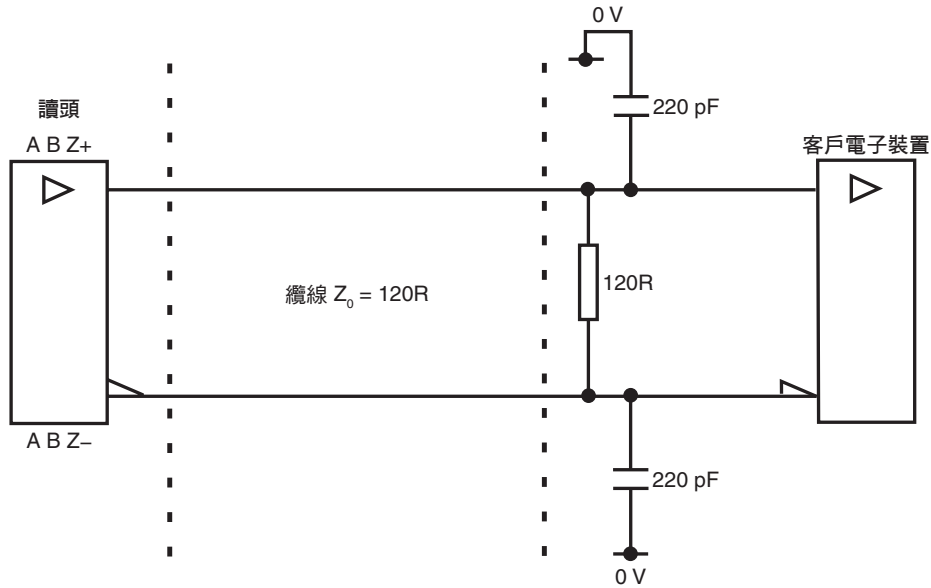 0 V
220 pF
讀頭
A B Z+
客戶電子裝置
纜線 Z₀ = 120R
120R
A B Z–
220 pF
0 V